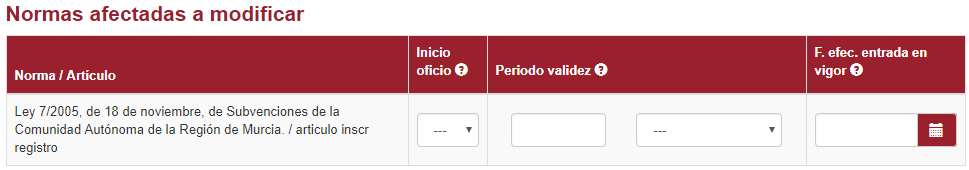 Normas afectadas a modificar
Norma / Artículo
Inicio
oficio ?
Periodo validez ?
F. efec. entrada en
vigor ?
Ley 7/2005, de 18 de noviembre, de Subvenciones de la
Comunidad Autónoma de la Región de Murcia. / articulo inscr
registro
---
---